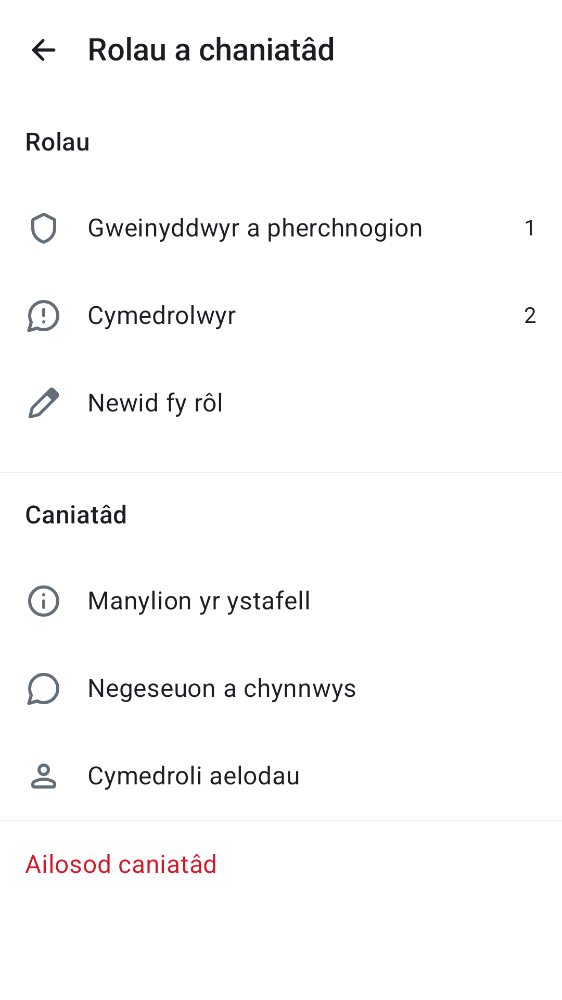 Rolau a chaniatâd
Rolau
Gweinyddwyr a pherchnogion 1
Cymedrolwyr 2
Newid fy rôl
Caniatâd
Manylion yr ystafell
Negeseuon a chynnwys
Cymedroli aelodau
Ailosod caniatâd